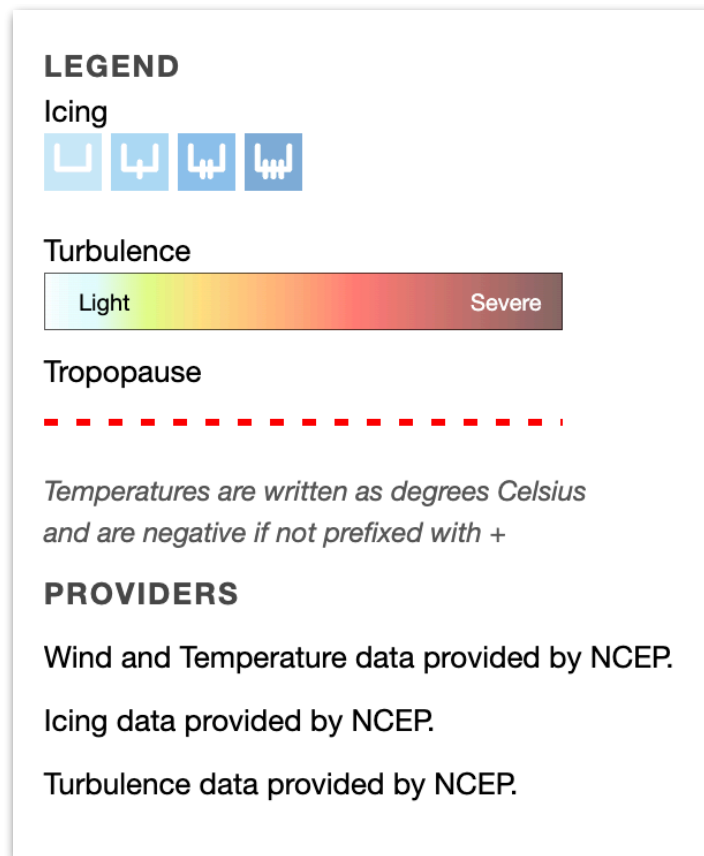 LEGEND
Icing
Turbulence
Light Severe
Tropopause
Temperatures are written as degrees Celsius
and are negative if not prefixed with +
PROVIDERS
Wind and Temperature data provided by NCEP.
Icing data provided by NCEP.
Turbulence data provided by NCEP.